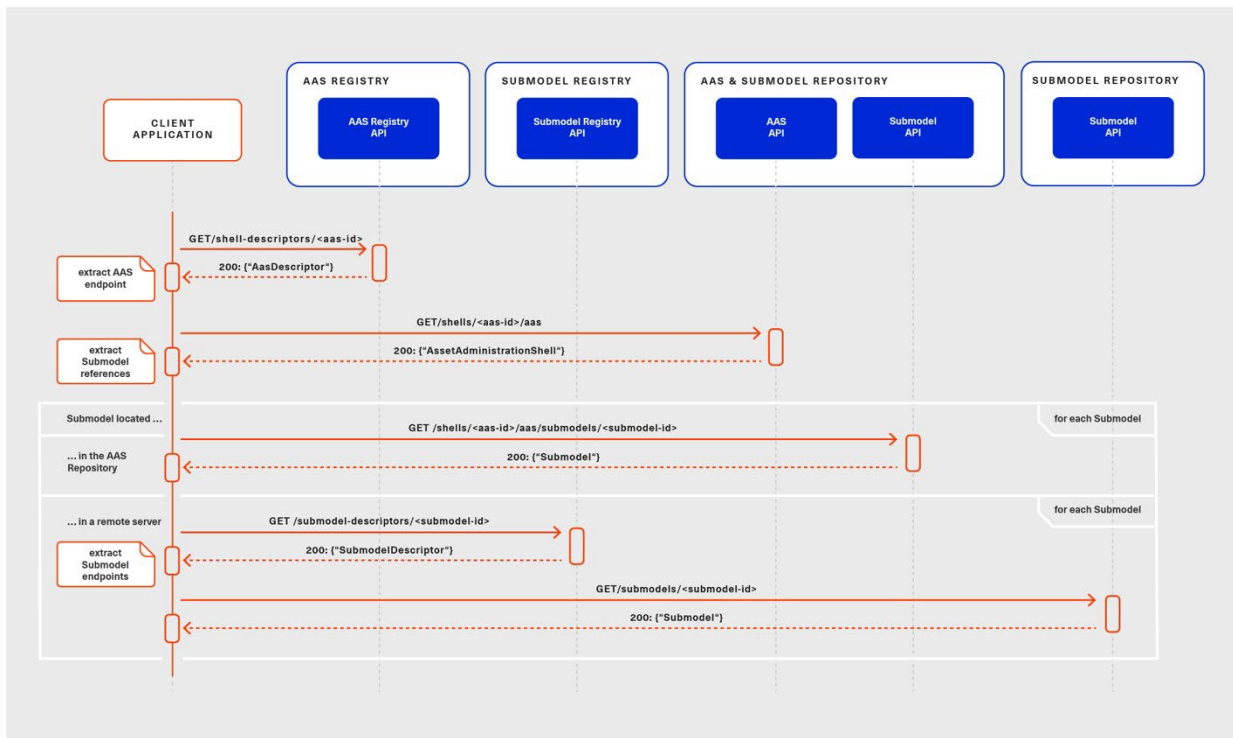 AAS REGISTRY
SUBMODEL REGISTRY
AAS & SUBMODEL REPOSITORY
SUBMODEL REPOSITORY
CLIENT
APPLICATION
AAS Registry
API
Submodel Registry
API
AAS
API
Submodel
API
Submodel
API
GET/shell-descriptors/<aas-id>
extract AAS
endpoint
200: {"AasDescriptor"}
GET/shells/<aas-id>/aas
extract
Submodel
references
200: {"AssetAdministrationShell"}
Submodel located ...
for each Submodel
GET /shells/<aas-id>/aas/submodels/<submodel-id>
... in the AAS
Repository
200: {"Submodel"}
for each Submodel
... in a remote server
GET /submodel-descriptors/<submodel-id>
extract
Submodel
endpoints
200: {"SubmodelDescriptor"}
GET/submodels/<submodel-id>
200: {"Submodel"}